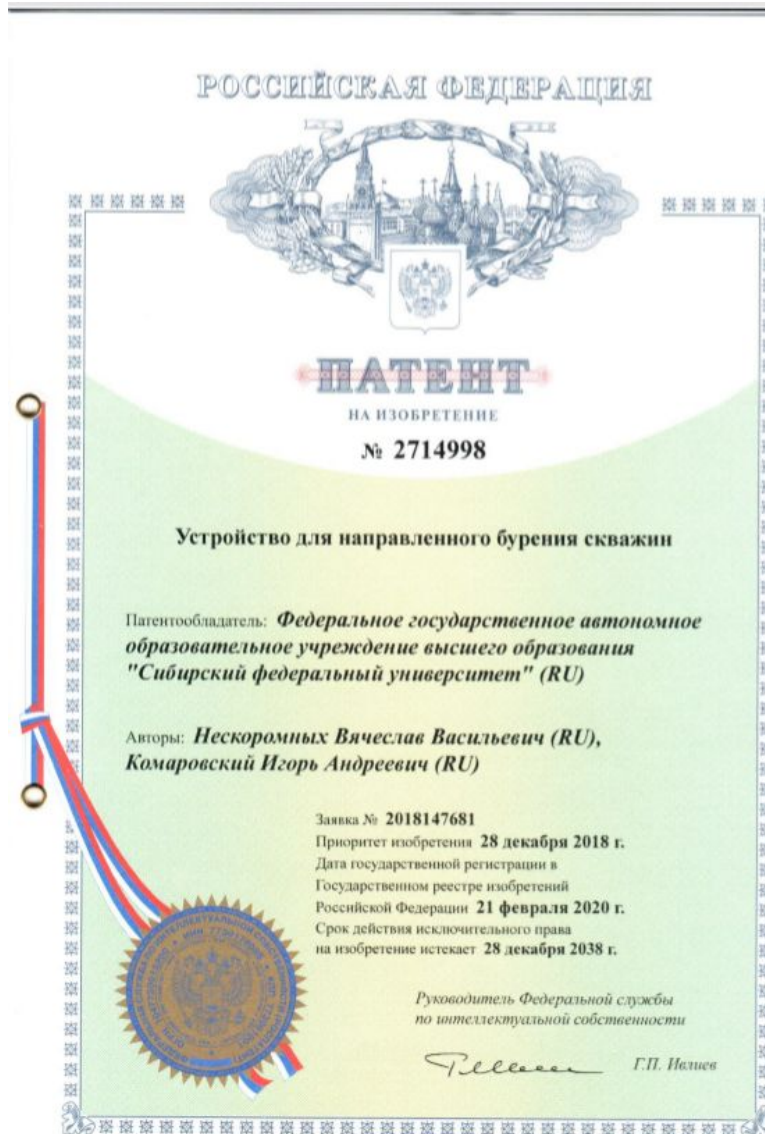 РОССИЙСКАЯ ФЕДЕРАЦИЯ
ПАТЕНТ
НА ИЗОБРЕТЕНИЕ
№ 2714998
Устройство для направленного бурения скважин
Патентообладатель: Федеральное государственное автономное
образовательное учреждение высшего образования
"Сибирский федеральный университет" (RU)
Авторы: Нескоромных Вячеслав Васильевич (RU),
Комаровский Игорь Андреевич (RU)
Заявка № 2018147681
Приоритет изобретения 28 декабря 2018 г.
Дата государственной регистрации в
Государственном реестре изобретений
Российской Федерации 21 февраля 2020 г.
Срок действия исключительного права
на изобретение истекает 28 декабря 2038 г.
Руководитель Федеральной службы
по интеллектуальной собственности
Г.П. Ивлиев